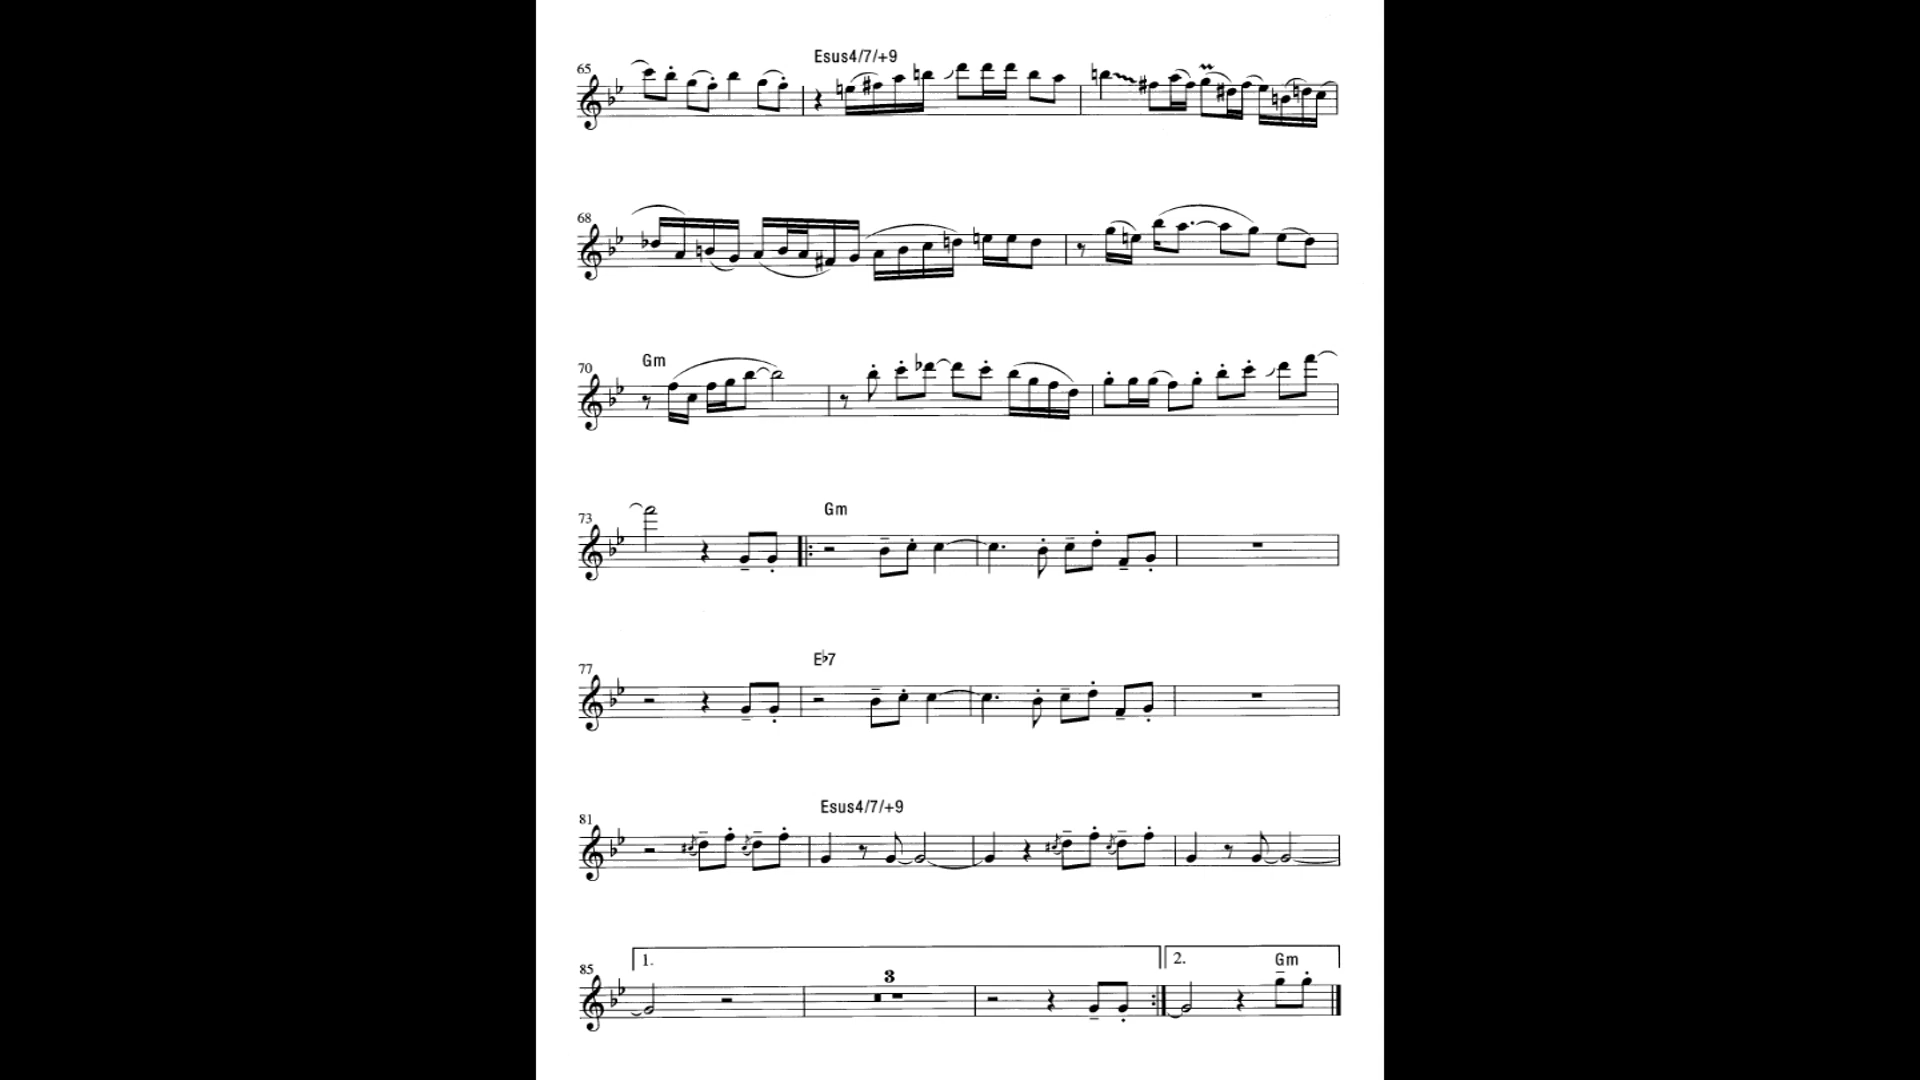 65 Esus4/7/+9
68
70 Gm
73 Gm
77 E♭7
81 Esus4/7/+9
85 1. 3 2. Gm